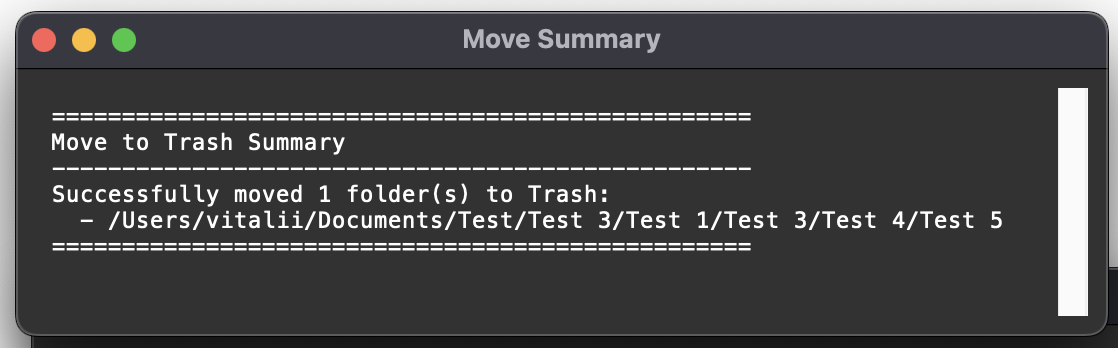 Move Summary
==================================================
Move to Trash Summary
--------------------------------------------------
Successfully moved 1 folder(s) to Trash:
  - /Users/vitalii/Documents/Test/Test 3/Test 1/Test 3/Test 4/Test 5
==================================================